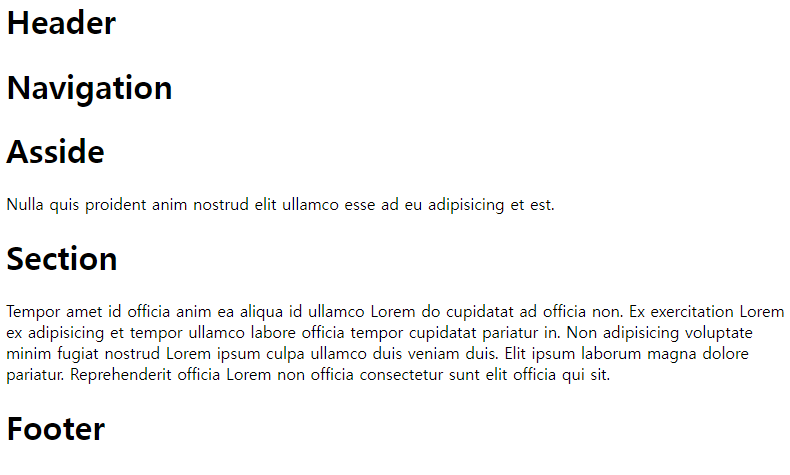 Header
Navigation
Asside
Nulla quis proident anim nostrud elit ullamco esse ad eu adipisicing et est.
Section
Tempor amet id officia anim ea aliqua id ullamco Lorem do cupidatat ad officia non. Ex exercitation Lorem
ex adipisicing et tempor ullamco labore officia tempor cupidatat pariatur in. Non adipisicing voluptate
minim fugiat nostrud Lorem ipsum culpa ullamco duis veniam duis. Elit ipsum laborum magna dolore
pariatur. Reprehenderit officia Lorem non officia consectetur sunt elit officia qui sit.
Footer